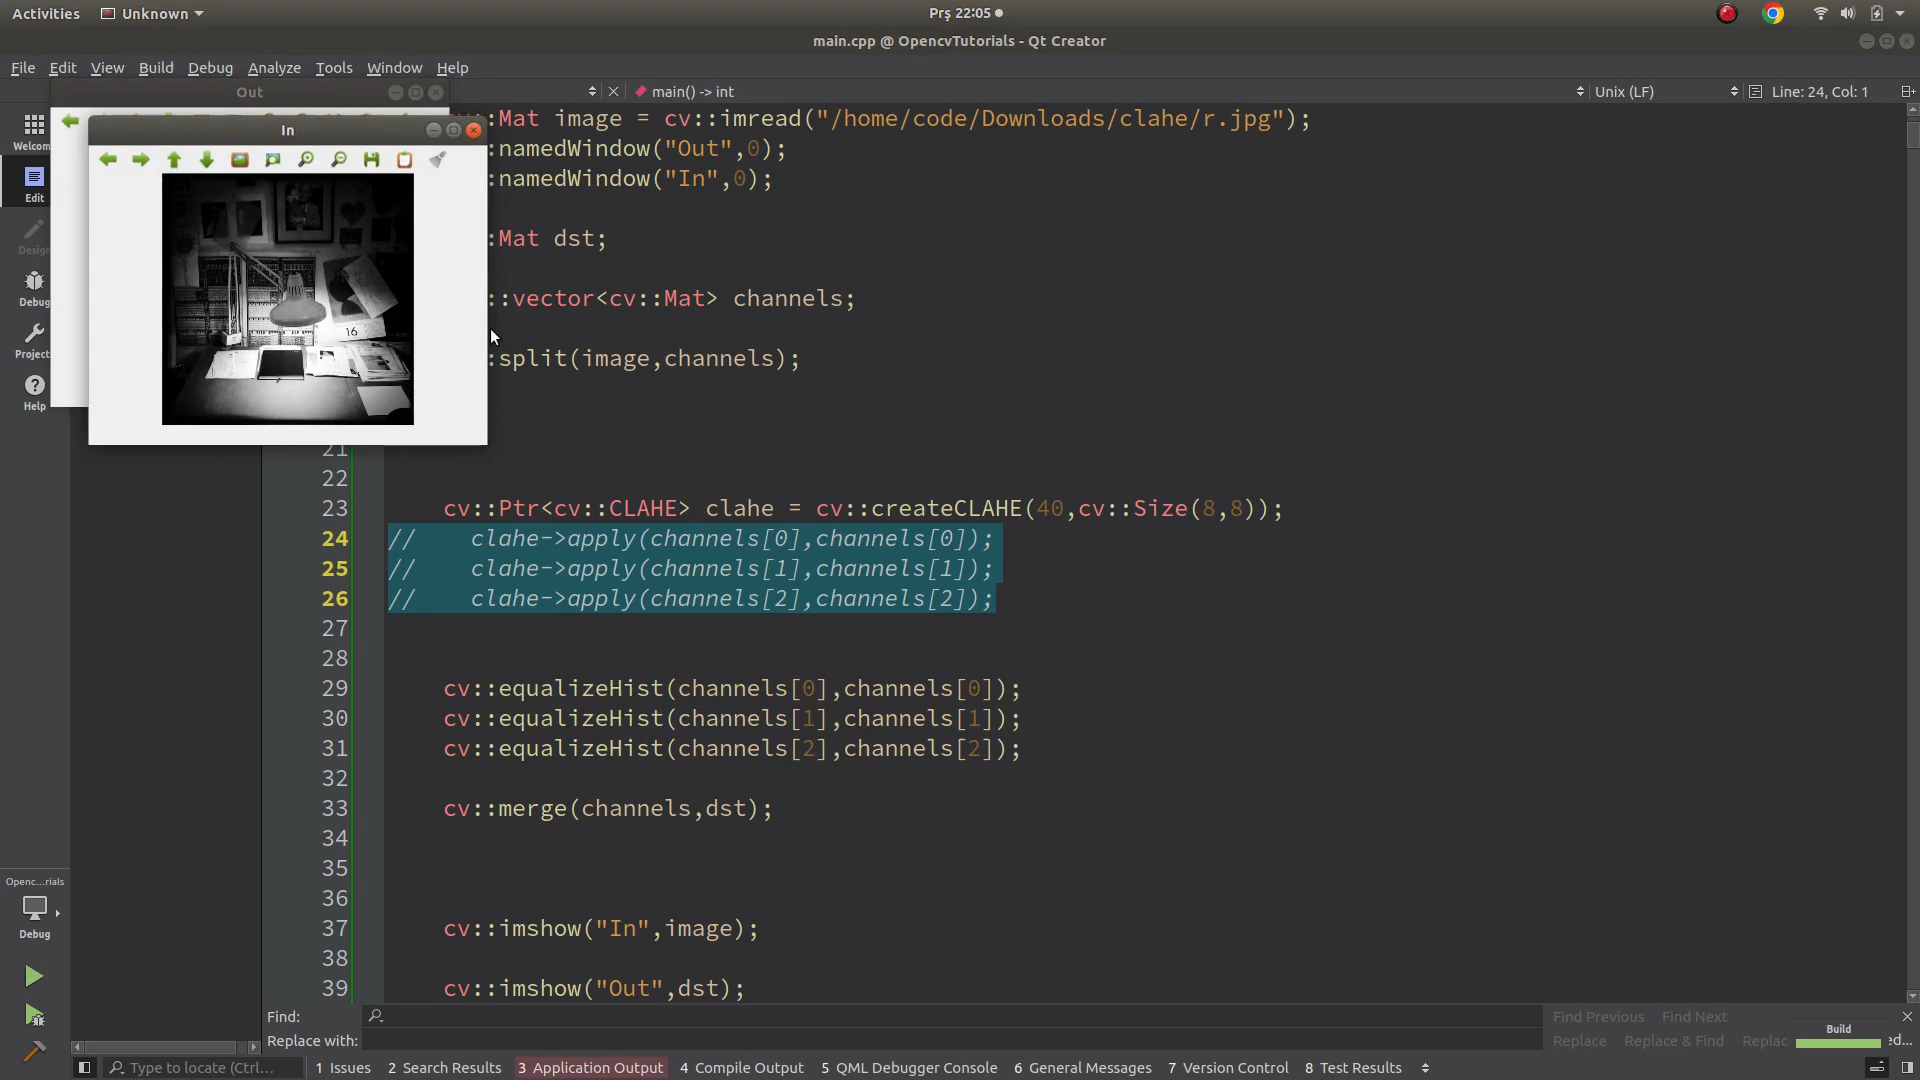 Activities Unknown Prş 22:05
main.cpp @ OpencvTutorials - Qt Creator
File Edit View Build Debug Analyze Tools Window Help
Out main() -> int Unix (LF) Line: 24, Col: 1
In
:Mat image = cv::imread("/home/code/Downloads/clahe/r.jpg");
:namedWindow("Out",0);
:namedWindow("In",0);
:Mat dst;
::vector<cv::Mat> channels;
:split(image,channels);
16
Welcom
Edit
Design
Debug
Project
Help
21
22
23 cv::Ptr<cv::CLAHE> clahe = cv::createCLAHE(40,cv::Size(8,8));
24 // clahe->apply(channels[0],channels[0]);
25 // clahe->apply(channels[1],channels[1]);
26 // clahe->apply(channels[2],channels[2]);
27
28
29 cv::equalizeHist(channels[0],channels[0]);
30 cv::equalizeHist(channels[1],channels[1]);
31 cv::equalizeHist(channels[2],channels[2]);
32
33 cv::merge(channels,dst);
34
35
36
37 cv::imshow("In",image);
38
39 cv::imshow("Out",dst);
Openc...rials
Debug
Find: Find Previous Find Next
Replace with: Replace Replace & Find Replac
Build
ed...
Type to locate (Ctrl... 1 Issues 2 Search Results 3 Application Output 4 Compile Output 5 QML Debugger Console 6 General Messages 7 Version Control 8 Test Results